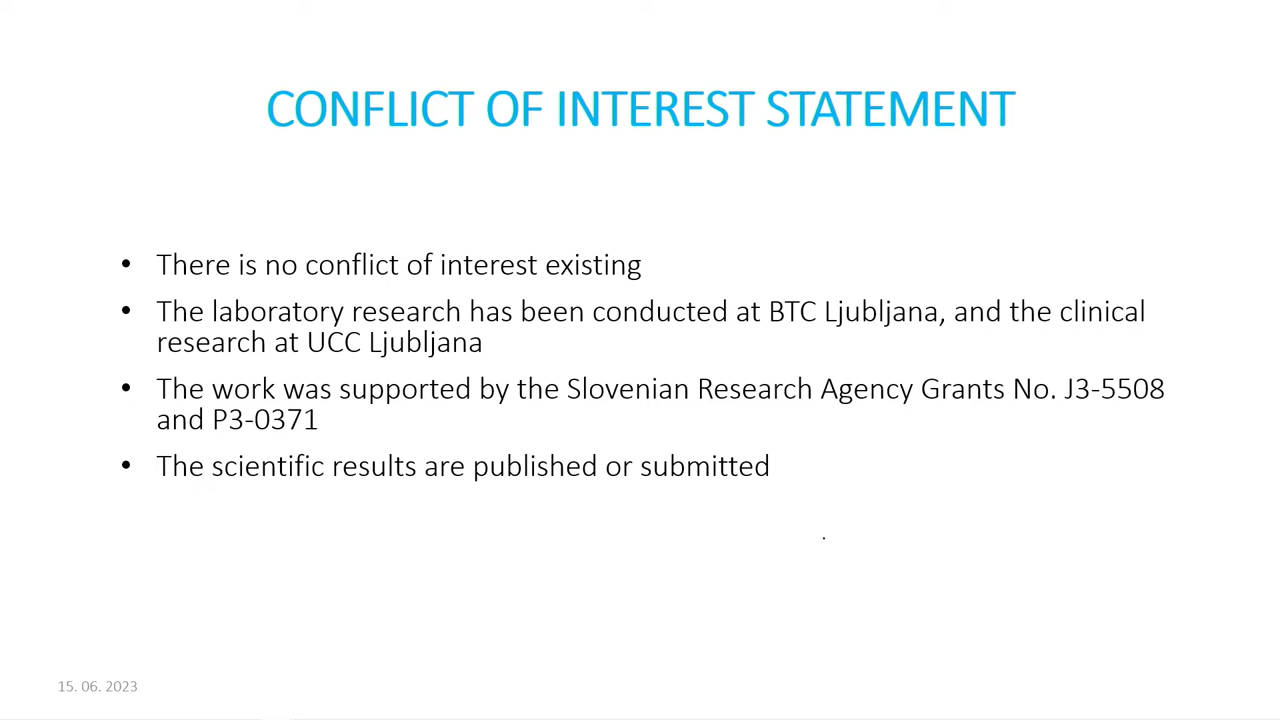 CONFLICT OF INTEREST STATEMENT
• There is no conflict of interest existing
• The laboratory research has been conducted at BTC Ljubljana, and the clinical
research at UCC Ljubljana
• The work was supported by the Slovenian Research Agency Grants No. J3-5508
and P3-0371
• The scientific results are published or submitted
.
15. 06. 2023